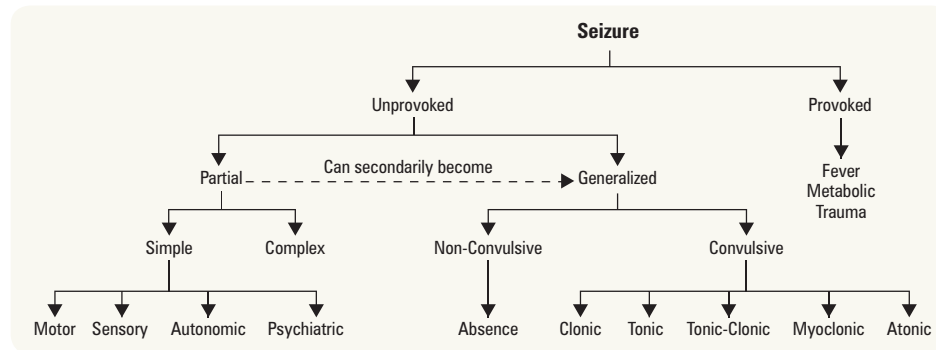 Seizure
Unprovoked
Provoked
Partial
Can secondarily become
Generalized
Fever
Metabolic
Trauma
Simple
Complex
Non-Convulsive
Convulsive
Motor
Sensory
Autonomic
Psychiatric
Absence
Clonic
Tonic
Tonic-Clonic
Myoclonic
Atonic